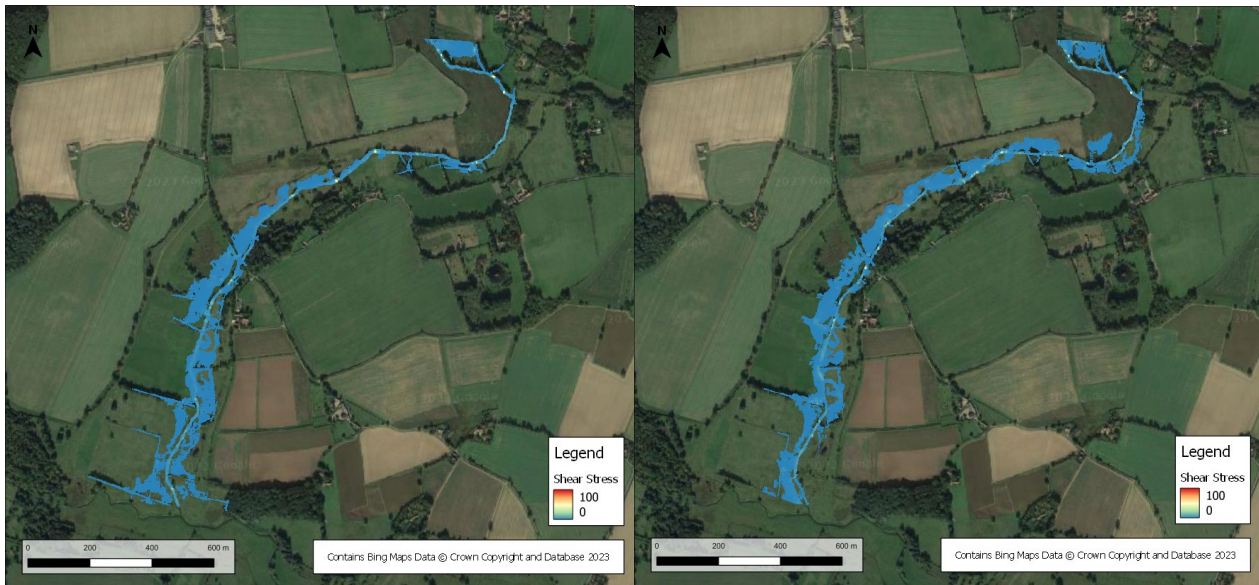 N
Legend
Shear Stress
100
0
0 200 400 600 m
Contains Bing Maps Data © Crown Copyright and Database 2023
N
Legend
Shear Stress
100
0
0 200 400 600 m
Contains Bing Maps Data © Crown Copyright and Database 2023